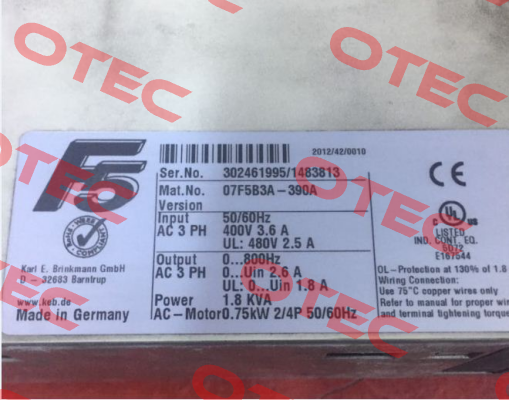 OTEC
OTEC
OTEC
OTEC
OTEC
OTEC
F5
2012/42/0010
Ser.No. 302461995/1483813
Mat.No. 07F5B3A-390A
Version
Input 50/60Hz
AC 3 PH 400V 3.6 A
UL: 480V 2.5 A
Output 0...800Hz
AC 3 PH 0...Uin 2.6 A
UL: 0...Uin 1.8 A
Power 1.8 KVA
AC-Motor 0.75kW 2/4P 50/60Hz
Karl E. Brinkmann GmbH
D - 32683 Barntrup
www.keb.de
Made in Germany
CE
UL
LISTED
IND. CONT. EQ.
5D72
E167544
OL-Protection at 130% of 1.8
Wiring Connection:
Use 75°C copper wires only
Refer to manual for proper wir
and terminal tightening torque